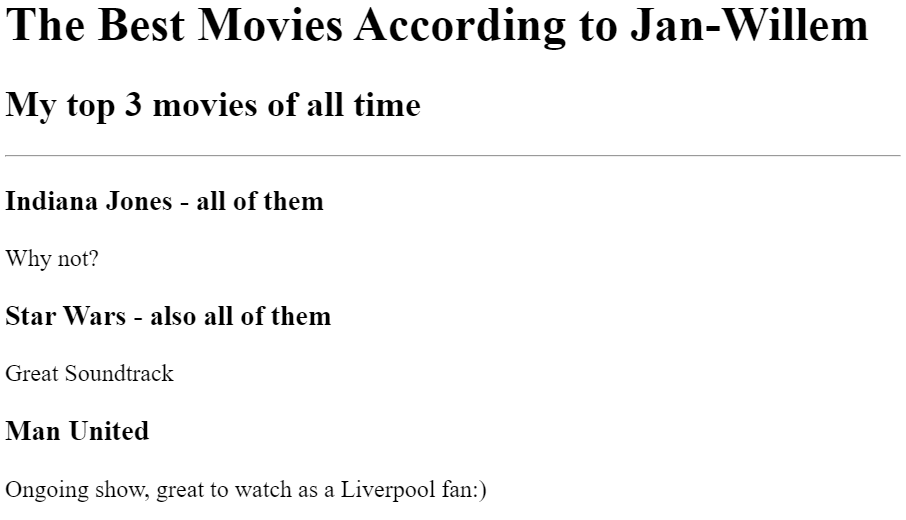 The Best Movies According to Jan-Willem
My top 3 movies of all time
Indiana Jones - all of them
Why not?
Star Wars - also all of them
Great Soundtrack
Man United
Ongoing show, great to watch as a Liverpool fan:)